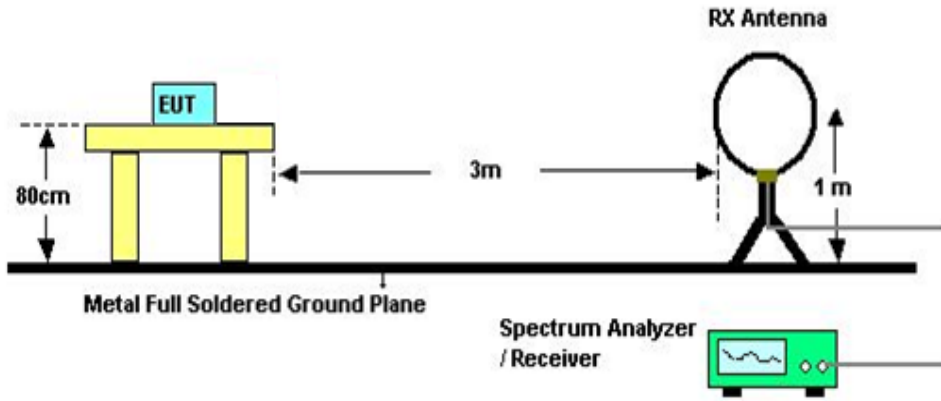 RX Antenna
EUT
3m
80cm
1 m
Metal Full Soldered Ground Plane
Spectrum Analyzer
/ Receiver